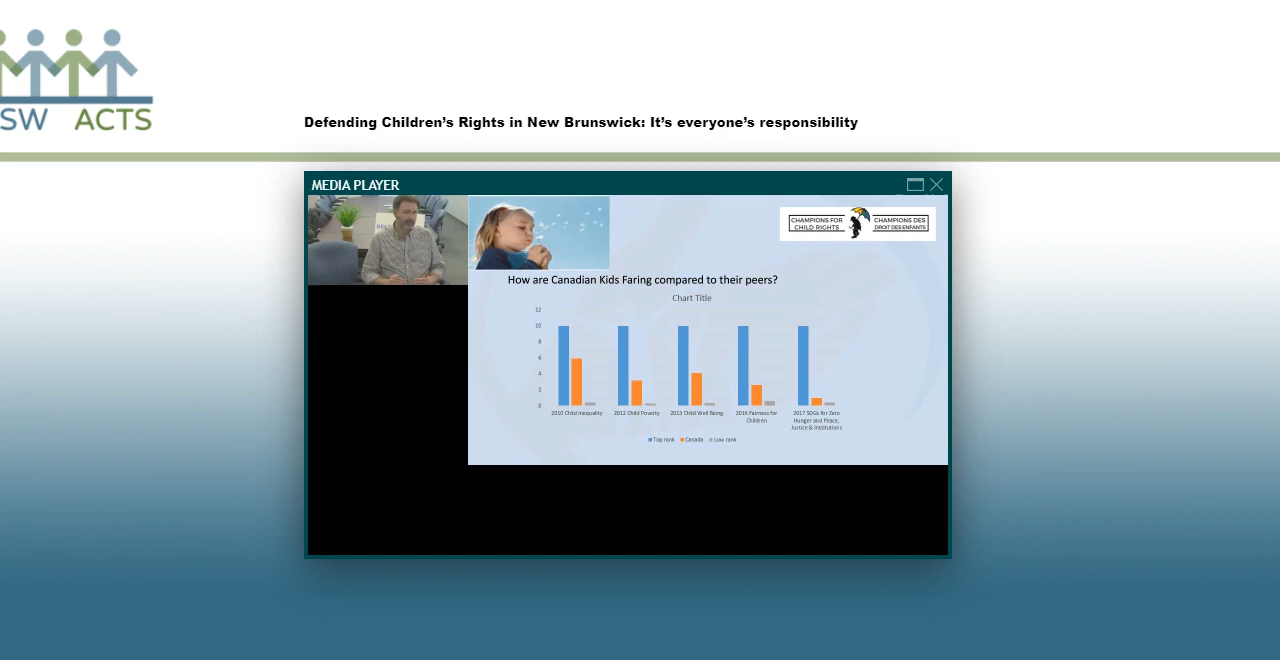 SW ACTS
Defending Children's Rights in New Brunswick: It's everyone's responsibility
MEDIA PLAYER
CHAMPIONS FOR
CHILD RIGHTS
CHAMPIONS DES
DROIT DES ENFANTS
How are Canadian Kids Faring compared to their peers?
Chart Title
12
10
8
6
4
2
0
2010 Child inequality
2012 Child Poverty
2013 Child Well Being
2016 Fairness for
Children
2017 SDGs for Zero
Hunger and Peace,
Justice & Institutions
Top rank
Canada
Low rank